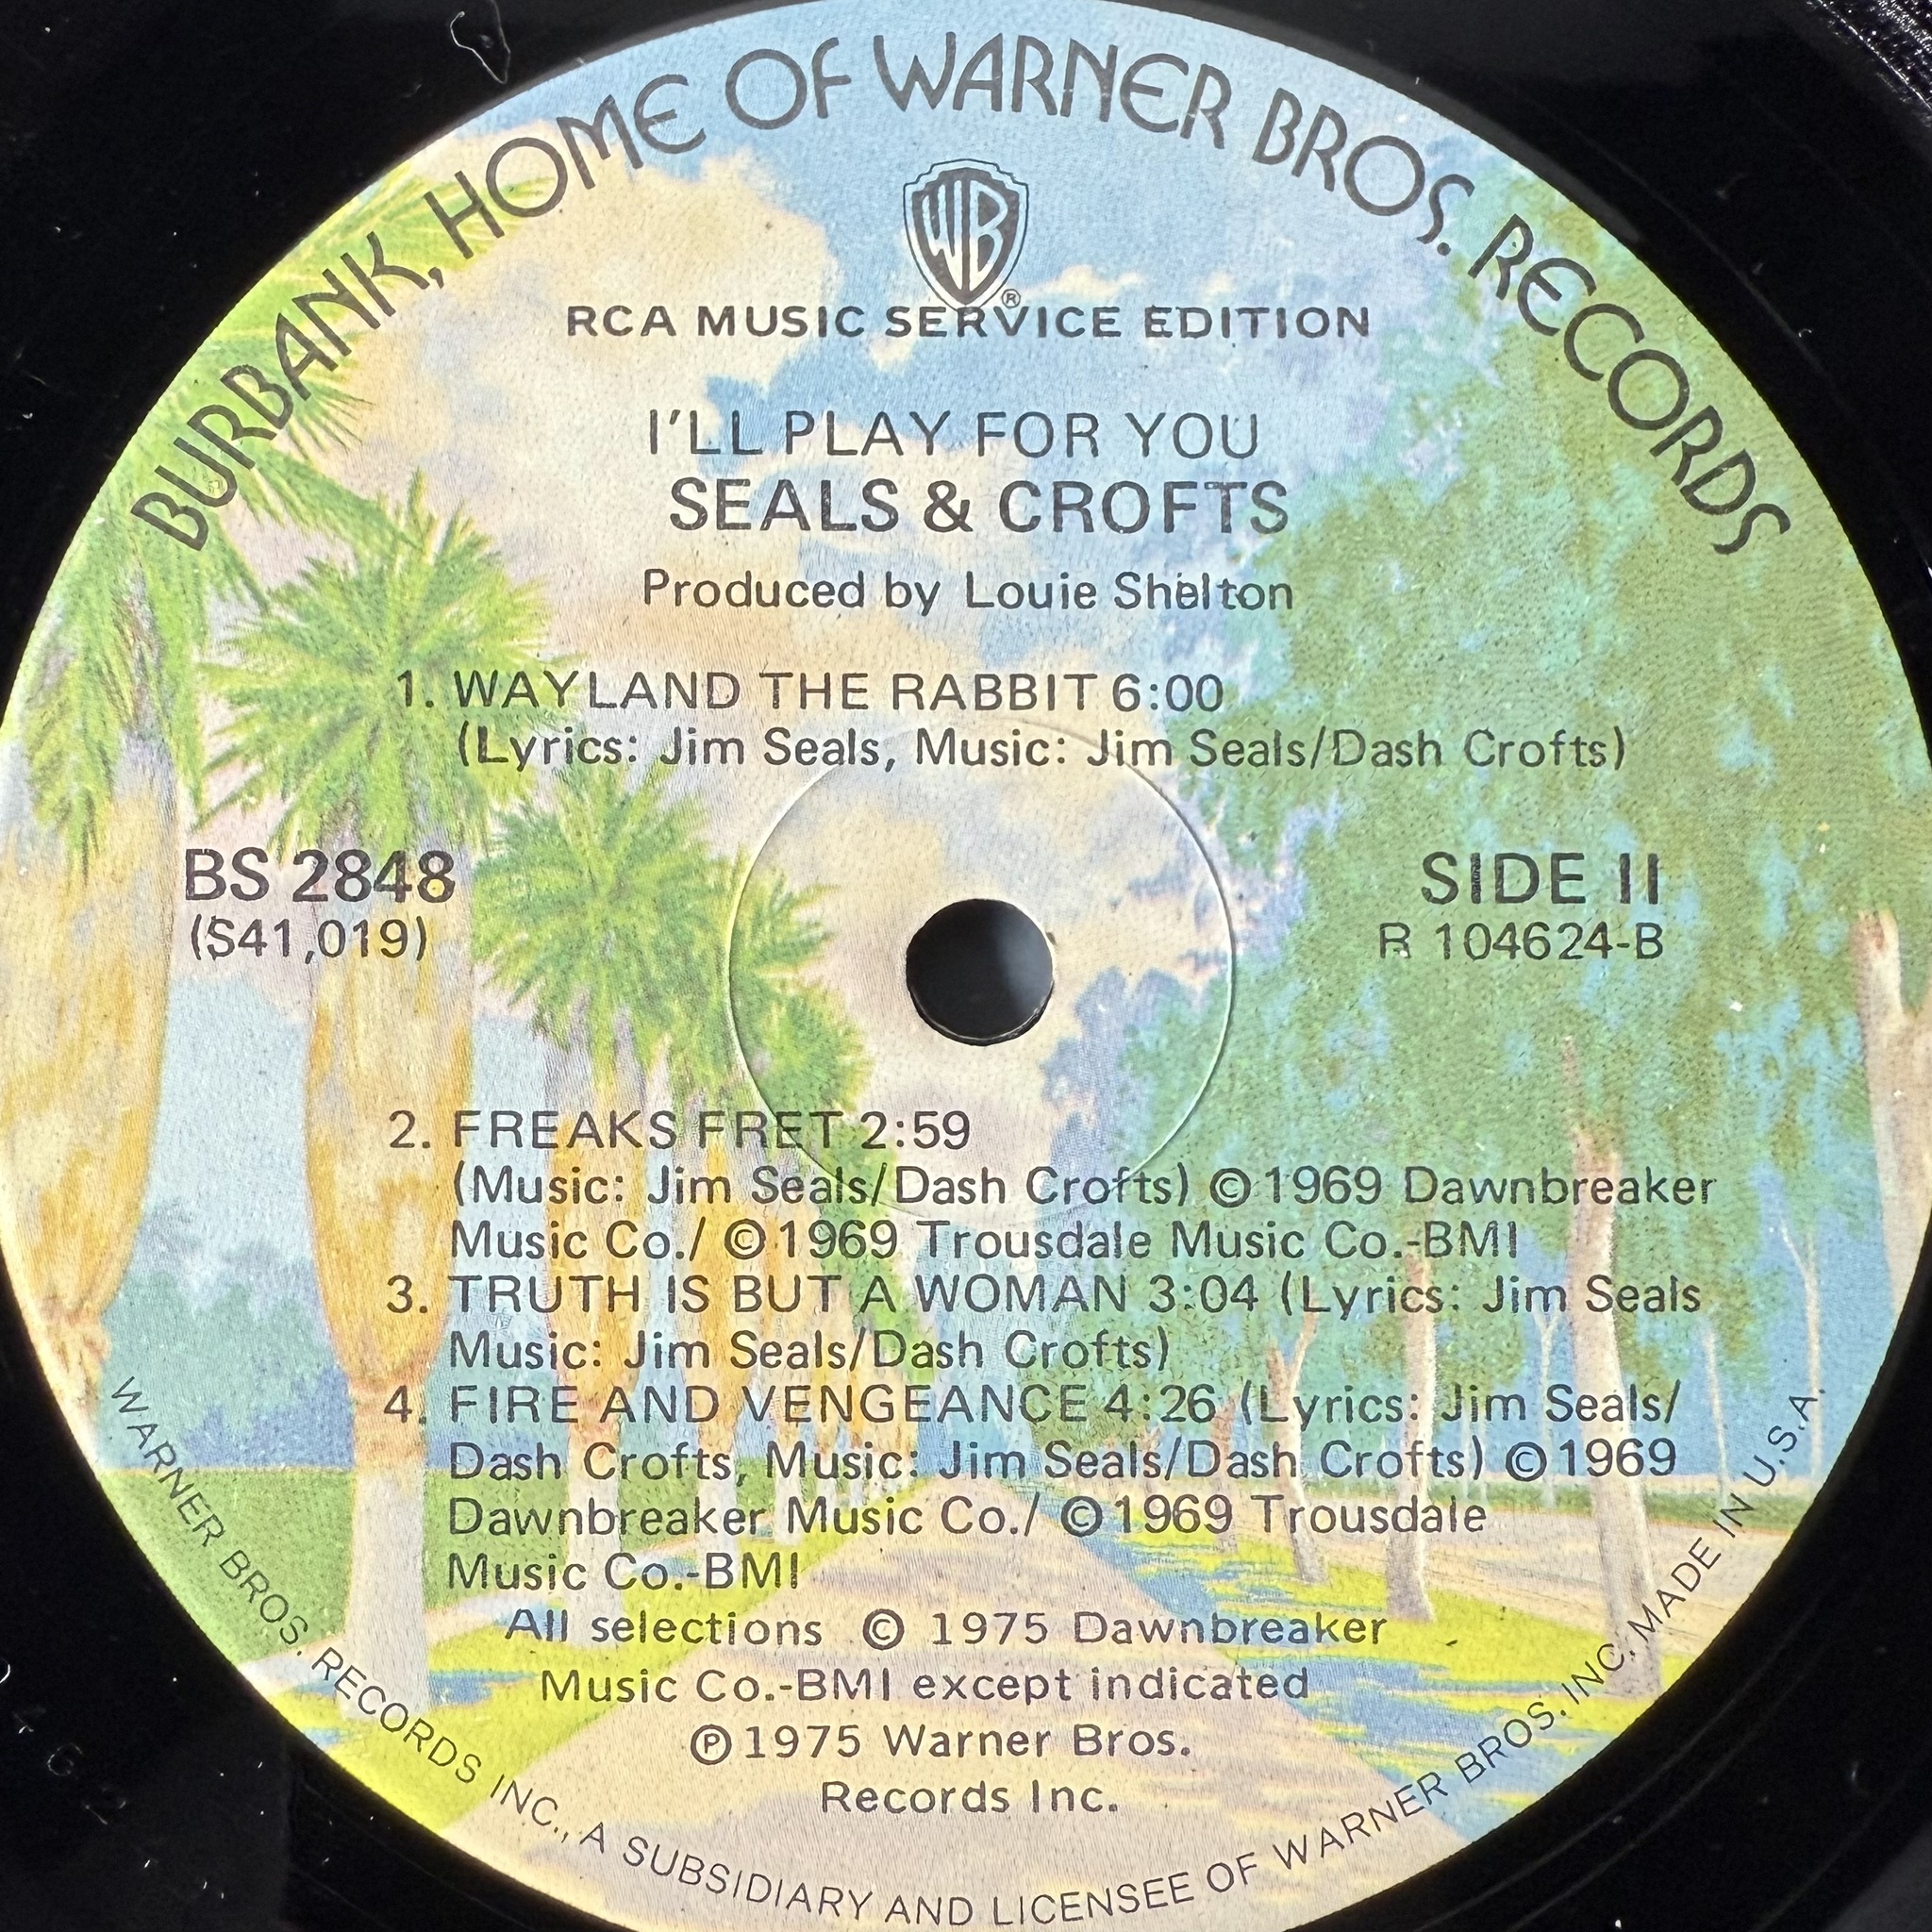 BURBANK, HOME OF WARNER BROS. RECORDS
WB
®
RCA MUSIC SERVICE EDITION
I'LL PLAY FOR YOU
SEALS & CROFTS
Produced by Louie Shelton
1. WAYLAND THE RABBIT 6:00
(Lyrics: Jim Seals, Music: Jim Seals/Dash Crofts)
BS 2848
(S41,019)
SIDE II
R 104624-B
2. FREAKS FRET 2:59
(Music: Jim Seals/Dash Crofts) ©1969 Dawnbreaker
Music Co./ ©1969 Trousdale Music Co.-BMI
3. TRUTH IS BUT A WOMAN 3:04 (Lyrics: Jim Seals
Music: Jim Seals/Dash Crofts)
4. FIRE AND VENGEANCE 4:26 (Lyrics: Jim Seals/
Dash Crofts, Music: Jim Seals/Dash Crofts) ©1969
Dawnbreaker Music Co./ ©1969 Trousdale
Music Co.-BMI
All selections © 1975 Dawnbreaker
Music Co.-BMI except indicated
℗1975 Warner Bros.
Records Inc.
WARNER BROS. RECORDS INC., A SUBSIDIARY AND LICENSEE OF WARNER BROS. INC. MADE IN U.S.A.